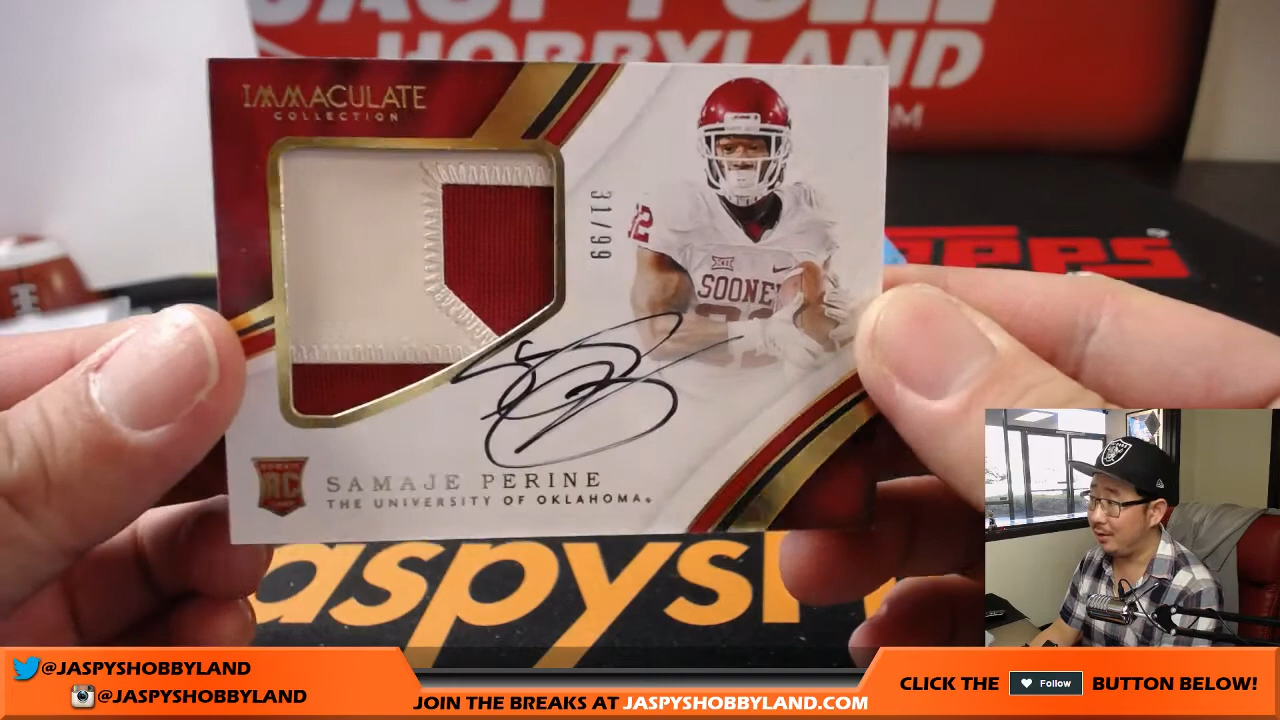 HOBBYLAND
IMMACULATE
COLLECTION
31/99
SOONE
RC
SAMAJE PERINE
THE UNIVERSITY OF OKLAHOMA®
jaspys
@JASPYSHOBBYLAND
@JASPYSHOBBYLAND
JOIN THE BREAKS AT JASPYSHOBBYLAND.COM
CLICK THE Follow BUTTON BELOW!